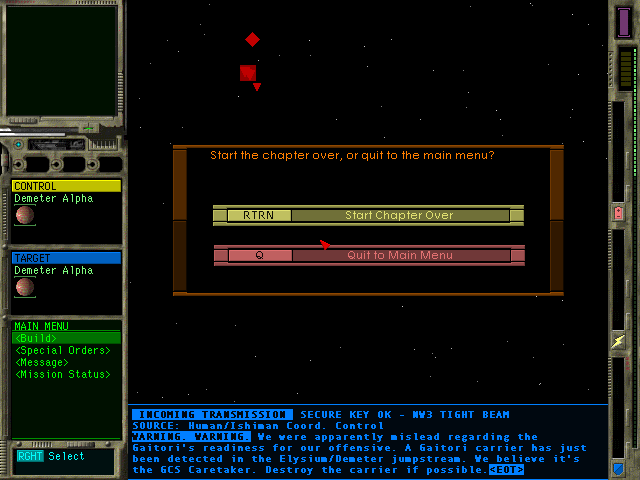 Start the chapter over, or quit to the main menu?
RTRN Start Chapter Over
Q Quit to Main Menu
CONTROL
Demeter Alpha
TARGET
Demeter Alpha
MAIN MENU
<Build>
<Special Orders>
<Message>
<Mission Status>
RGHT Select
INCOMING TRANSMISSION SECURE KEY OK - NW3 TIGHT BEAM
SOURCE: Human/Ishiman Coord. Control
WARNING. WARNING. We were apparently mislead regarding the
Gaitori's readiness for our offensive. A Gaitori carrier has just
been detected in the Elysium/Demeter jumpstream. We believe it's
the GCS Caretaker. Destroy the carrier if possible.<EOT>